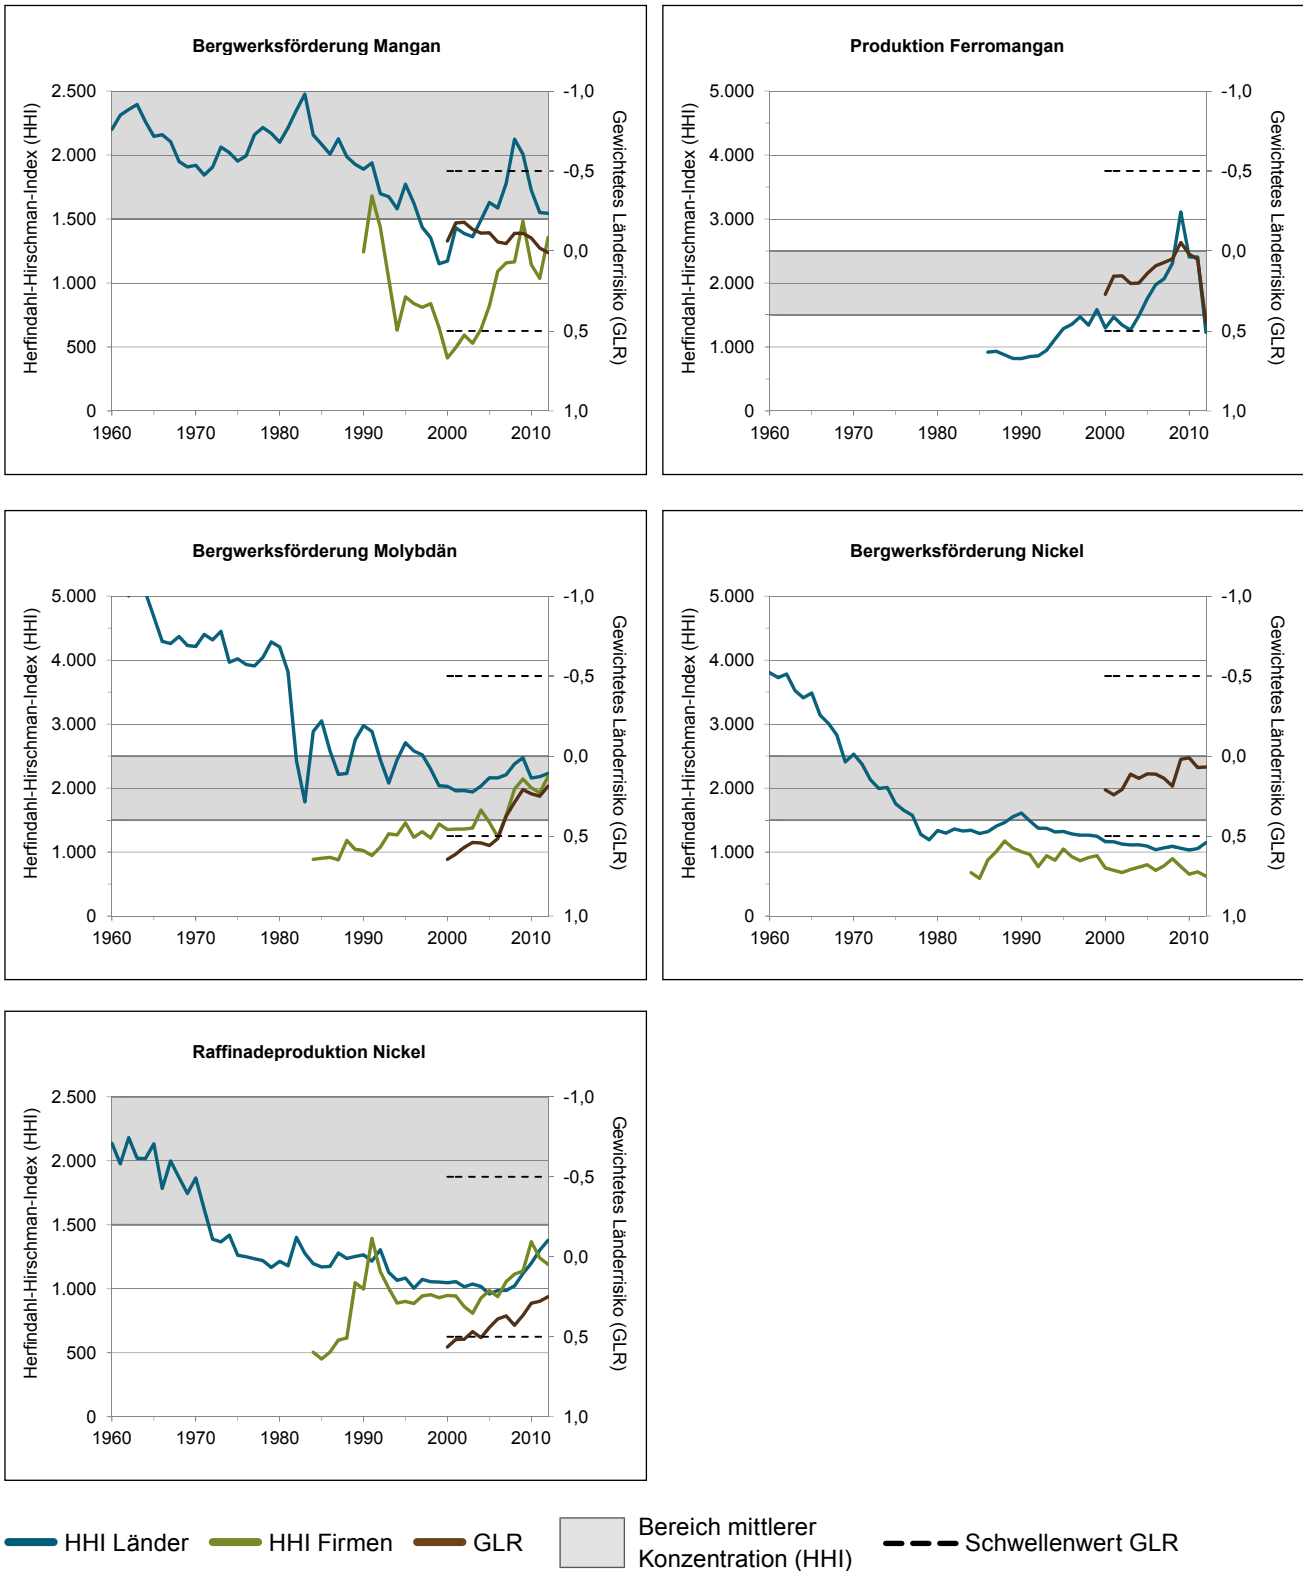 Bergwerksförderung Mangan
Herfindahl-Hirschman-Index (HHI)
2.500
2.000
1.500
1.000
500
0
-1,0
-0,5
0,0
0,5
1,0
Gewichtetes Länderrisiko (GLR)
1960 1970 1980 1990 2000 2010
Produktion Ferromangan
Herfindahl-Hirschman-Index (HHI)
5.000
4.000
3.000
2.000
1.000
0
-1,0
-0,5
0,0
0,5
1,0
Gewichtetes Länderrisiko (GLR)
1960 1970 1980 1990 2000 2010
Bergwerksförderung Molybdän
Herfindahl-Hirschman-Index (HHI)
5.000
4.000
3.000
2.000
1.000
0
-1,0
-0,5
0,0
0,5
1,0
Gewichtetes Länderrisiko (GLR)
1960 1970 1980 1990 2000 2010
Bergwerksförderung Nickel
Herfindahl-Hirschman-Index (HHI)
5.000
4.000
3.000
2.000
1.000
0
-1,0
-0,5
0,0
0,5
1,0
Gewichtetes Länderrisiko (GLR)
1960 1970 1980 1990 2000 2010
Raffinadeproduktion Nickel
Herfindahl-Hirschman-Index (HHI)
2.500
2.000
1.500
1.000
500
0
-1,0
-0,5
0,0
0,5
1,0
Gewichtetes Länderrisiko (GLR)
1960 1970 1980 1990 2000 2010
HHI Länder
HHI Firmen
GLR
Bereich mittlerer
Konzentration (HHI)
Schwellenwert GLR